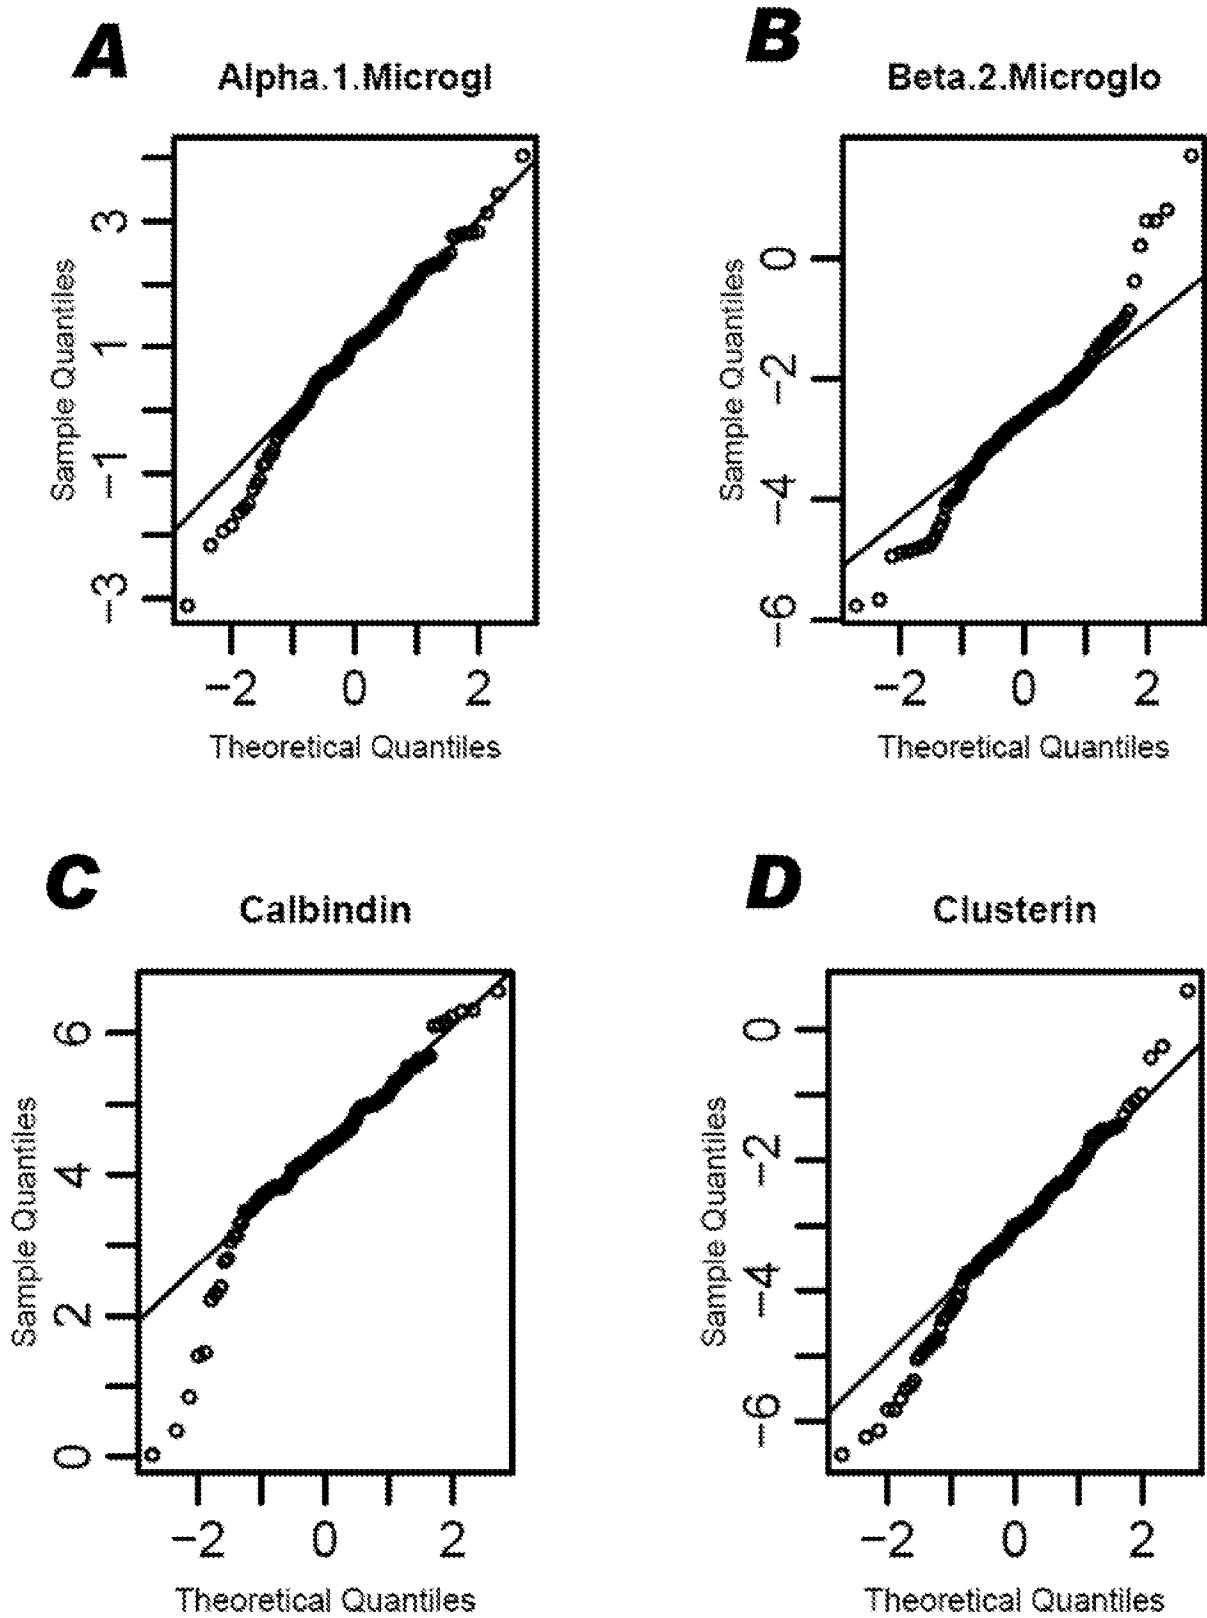 A
Alpha.1.Microgl
Sample Quantiles
3
1
−1
−3
−2 0 2
Theoretical Quantiles
B
Beta.2.Microglo
Sample Quantiles
0
−2
−4
−6
−2 0 2
Theoretical Quantiles
C
Calbindin
Sample Quantiles
6
4
2
0
−2 0 2
Theoretical Quantiles
D
Clusterin
Sample Quantiles
0
−2
−4
−6
−2 0 2
Theoretical Quantiles